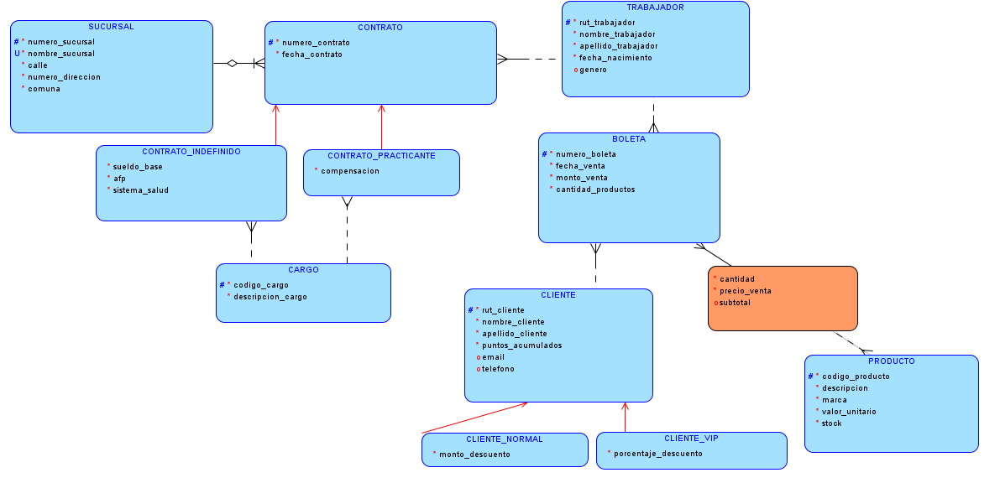 SUCURSAL
# * numero_sucursal
U * nombre_sucursal
* calle
* numero_direccion
* comuna
CONTRATO
# * numero_contrato
* fecha_contrato
TRABAJADOR
# * rut_trabajador
* nombre_trabajador
* apellido_trabajador
* fecha_nacimiento
o genero
CONTRATO_INDEFINIDO
* sueldo_base
* afp
* sistema_salud
CONTRATO_PRACTICANTE
* compensacion
BOLETA
# * numero_boleta
* fecha_venta
* monto_venta
* cantidad_productos
CARGO
# * codigo_cargo
* descripcion_cargo
* cantidad
* precio_venta
o subtotal
CLIENTE
# * rut_cliente
* nombre_cliente
* apellido_cliente
* puntos_acumulados
o email
o telefono
PRODUCTO
# * codigo_producto
* descripcion
* marca
* valor_unitario
* stock
CLIENTE_NORMAL
* monto_descuento
CLIENTE_VIP
* porcentaje_descuento